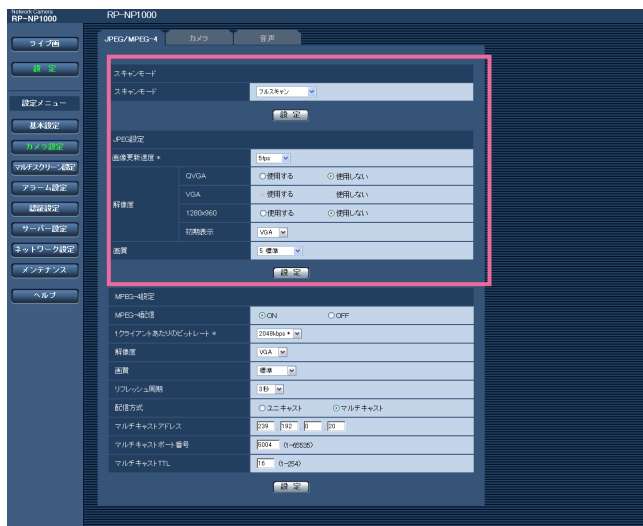 Network Camera
RP-NP1000
RP-NP1000
ライブ画
設 定
設定メニュー
基本設定
カメラ設定
マルチスクリーン設定
アラーム設定
認証設定
サーバー設定
ネットワーク設定
メンテナンス
ヘルプ
JPEG/MPEG-4 カメラ 音声
スキャンモード
スキャンモード フルスキャン
設 定
JPEG設定
画像更新速度 * 5fps
解像度
QVGA 使用する 使用しない
VGA 使用する 使用しない
1280x960 使用する 使用しない
初期表示 VGA
画質 5 標準
設 定
MPEG-4設定
MPEG-4配信 ON OFF
1クライアントあたりのビットレート * 2048kbps *
解像度 VGA
画質 標準
リフレッシュ周期 3秒
配信方式 ユニキャスト マルチキャスト
マルチキャストアドレス 239 . 192 . 0 . 20
マルチキャストポート番号 6004 (1-65535)
マルチキャストTTL 16 (1-254)
設 定